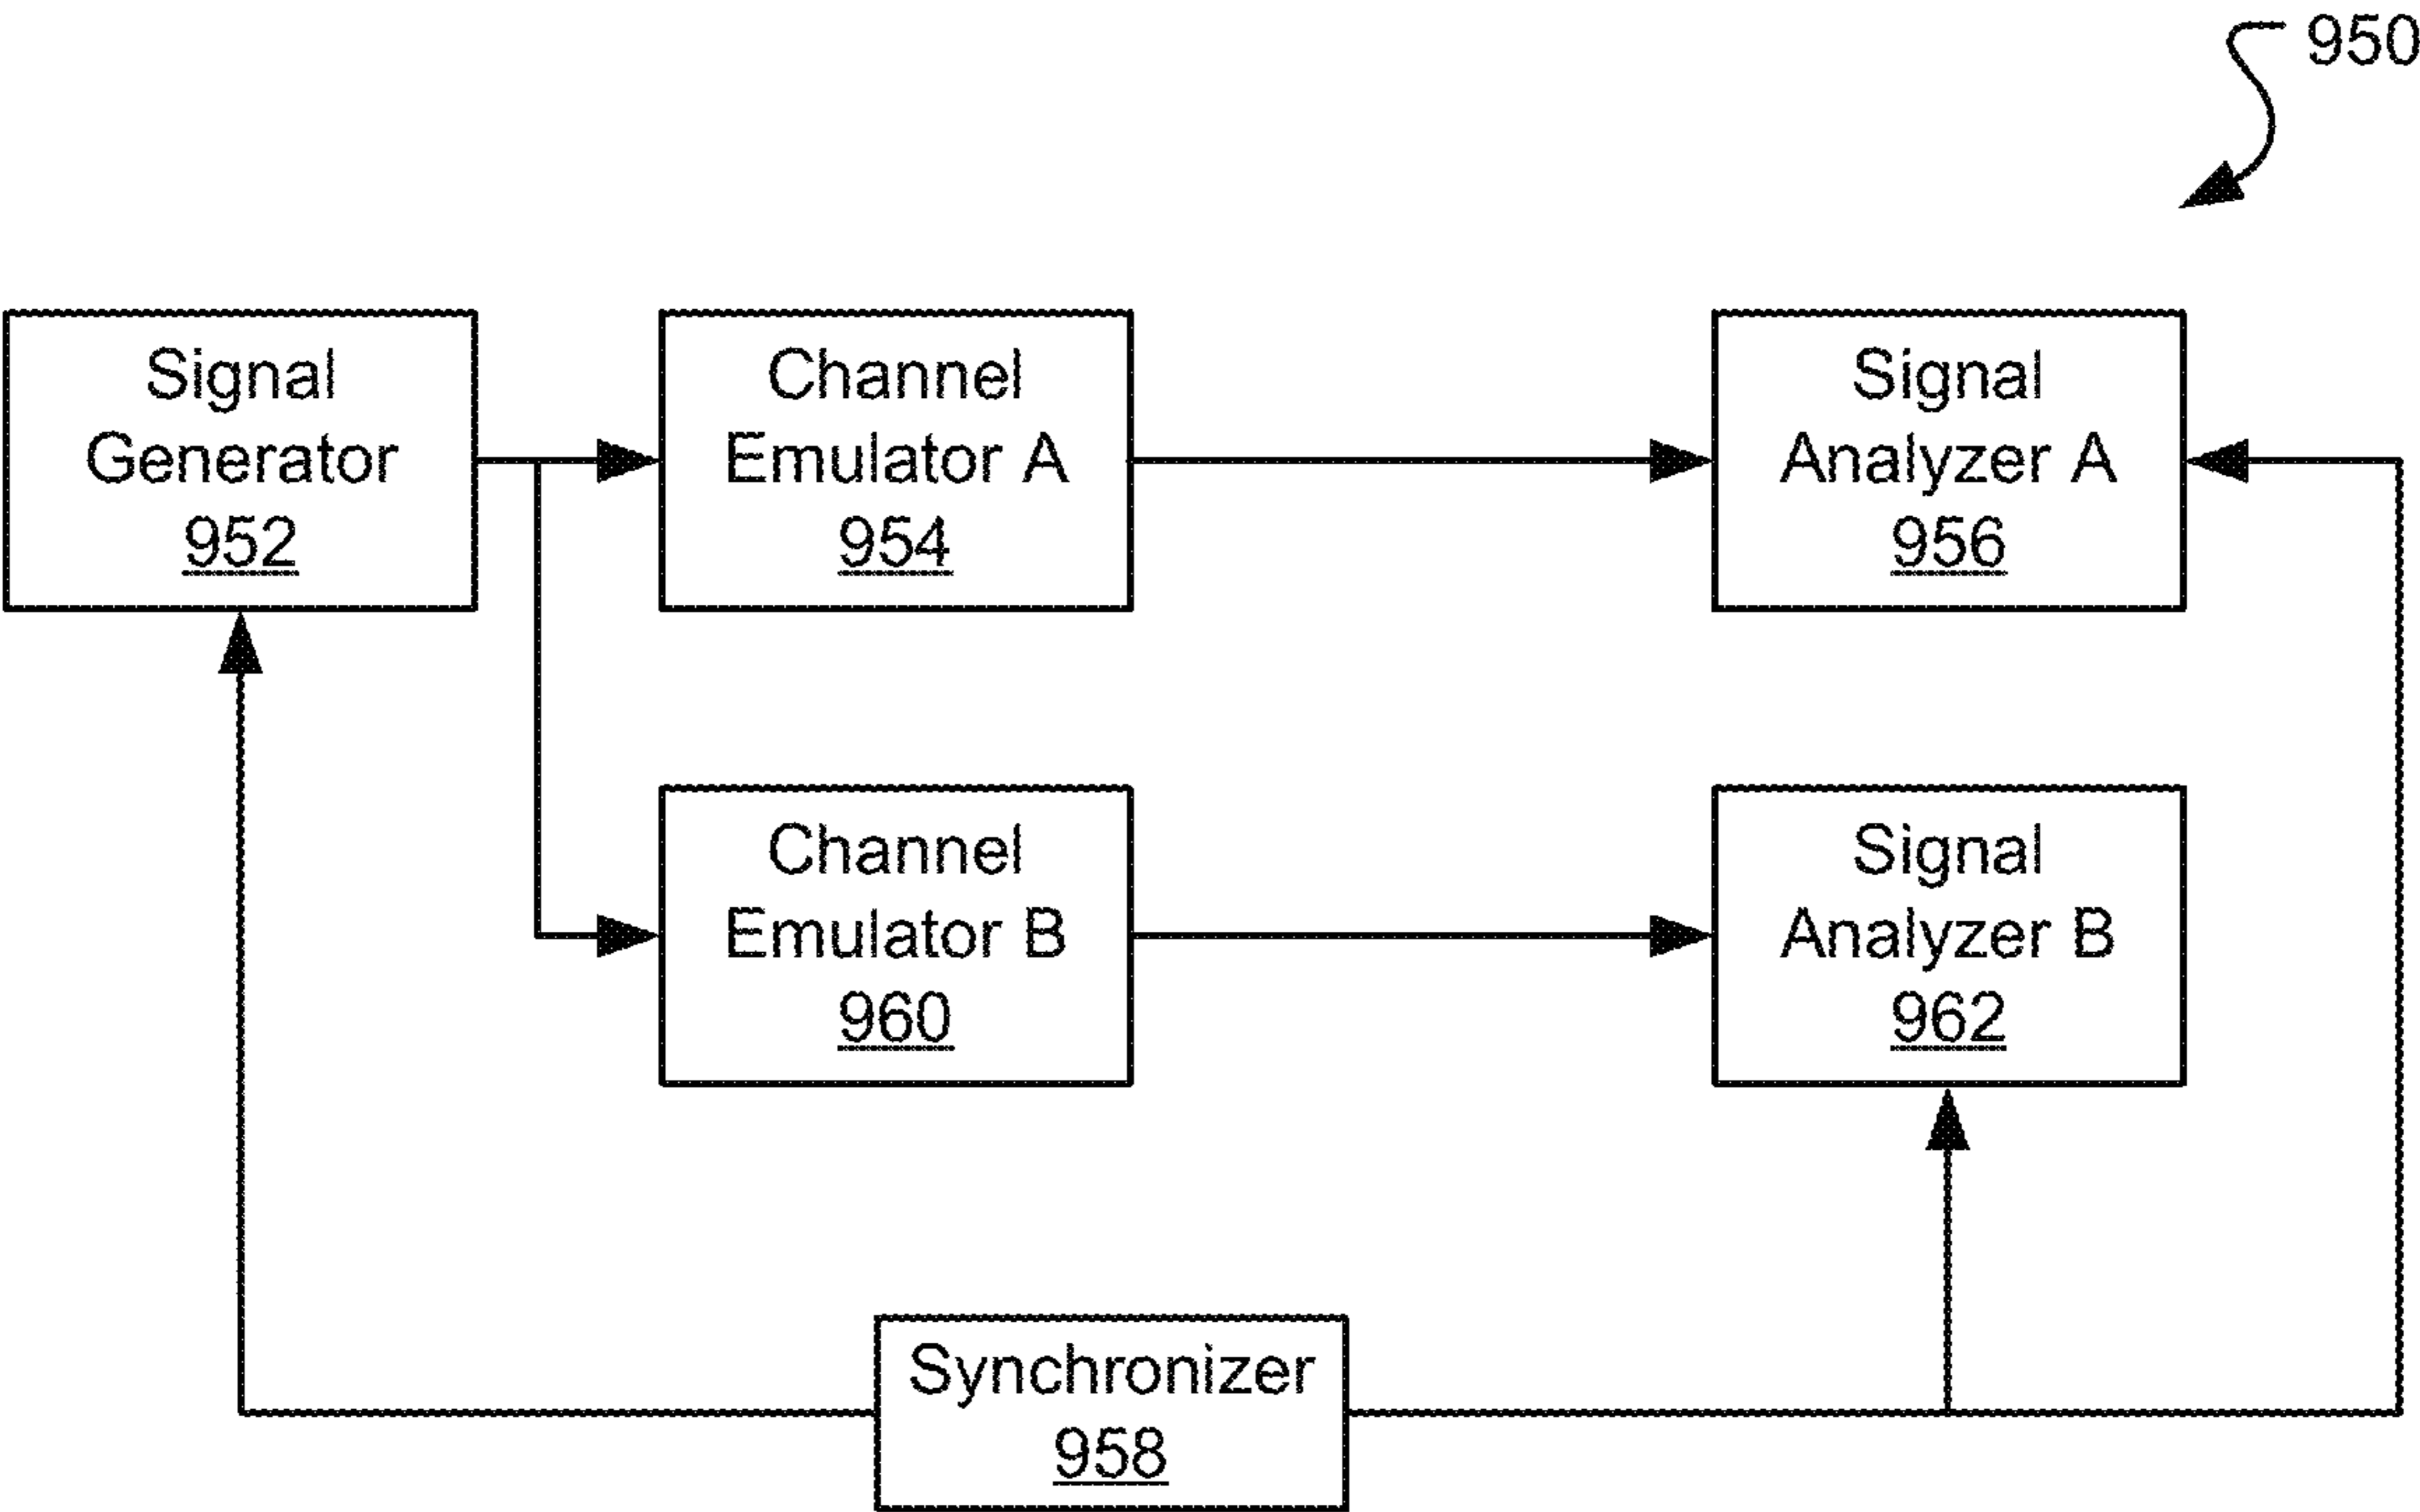 950
Signal
Generator
952
Channel
Emulator A
954
Signal
Analyzer A
956
Channel
Emulator B
960
Signal
Analyzer B
962
Synchronizer
958